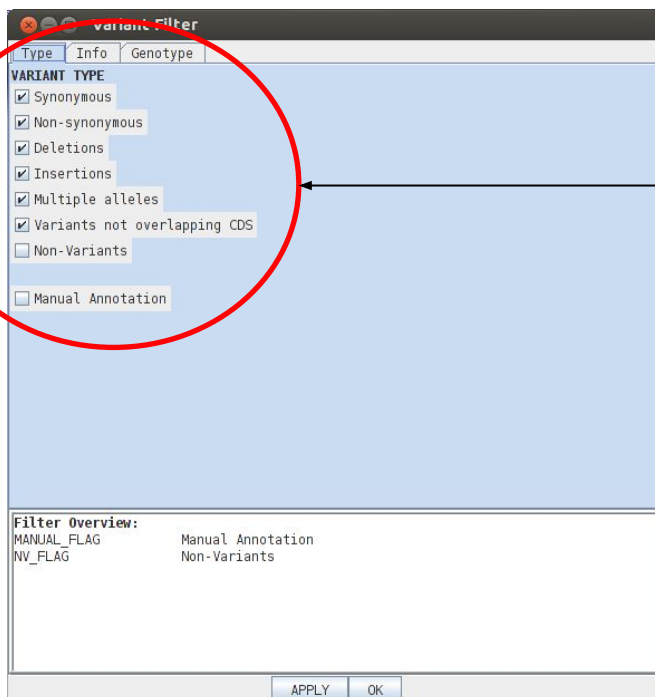 Variant Filter
Type Info Genotype
VARIANT TYPE
Synonymous
Non-synonymous
Deletions
Insertions
Multiple alleles
Variants not overlapping CDS
Non-Variants
Manual Annotation
Filter Overview:
MANUAL_FLAG Manual Annotation
NV_FLAG Non-Variants
APPLY OK